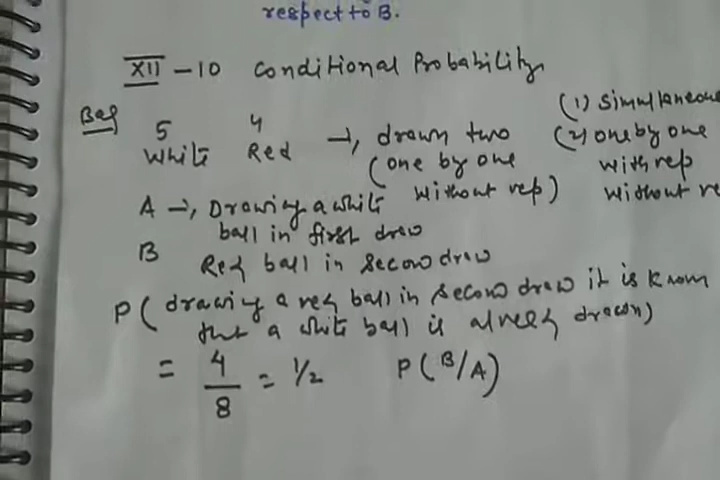 respect to B.
XII - 10 Conditional Probability
Bag 5 White 4 Red → drawn two
(one by one
without rep)
(1) simultaneous
(2) one by one
with rep
without re
A → Drawing a white
ball in first draw
B Red ball in second draw
P( drawing a red ball in second draw it is known
that a white ball is already drawn)
= 4/8 = 1/2 P(B/A)